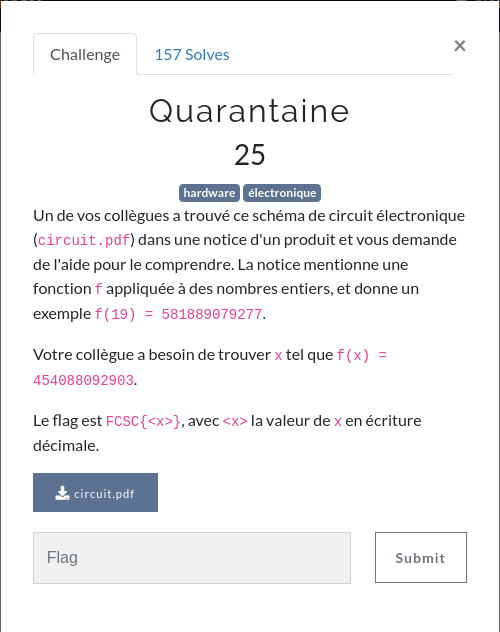 Challenge
157 Solves
×
Quarantaine
25
hardware électronique
Un de vos collègues a trouvé ce schéma de circuit électronique
(circuit.pdf) dans une notice d'un produit et vous demande
de l'aide pour le comprendre. La notice mentionne une
fonction f appliquée à des nombres entiers, et donne un
exemple f(19) = 581889079277.
Votre collègue a besoin de trouver x tel que f(x) =
454088092903.
Le flag est FCSC{<x>}, avec <x> la valeur de x en écriture
décimale.
circuit.pdf
Flag
Submit